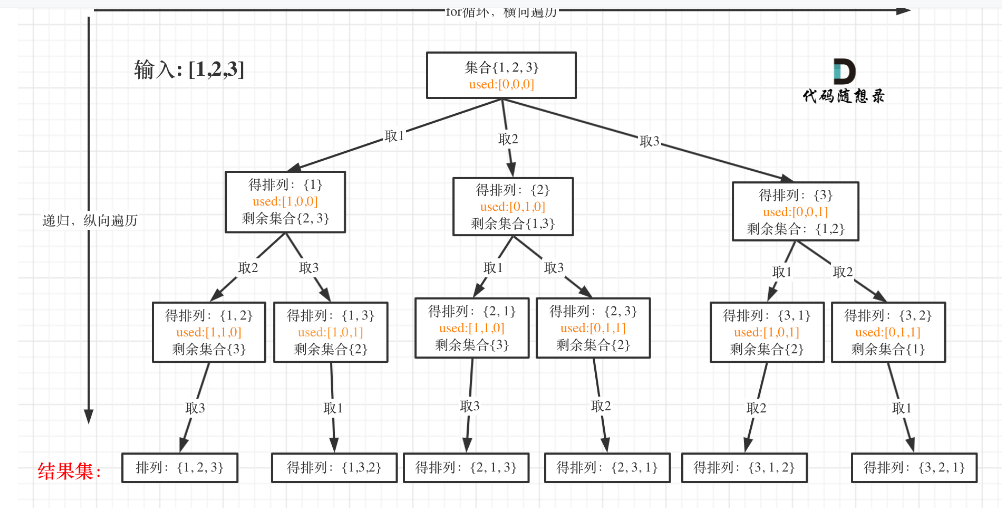 for循环，横向遍历
输入: [1,2,3]
集合{1, 2, 3}
used:[0,0,0]
代码随想录
取1
取2
取3
递归，纵向遍历
得排列：{1}
used:[1,0,0]
剩余集合{2, 3}
得排列：{2}
used:[0,1,0]
剩余集合{1,3}
得排列：{3}
used:[0,0,1]
剩余集合：{1,2}
取2
取3
取1
取3
取1
取2
得排列：{1, 2}
used:[1,1,0]
剩余集合{3}
得排列：{1, 3}
used:[1,0,1]
剩余集合{2}
得排列：{2, 1}
used:[1,1,0]
剩余集合{3}
得排列：{2, 3}
used:[0,1,1]
剩余集合{2}
得排列：{3, 1}
used:[1,0,1]
剩余集合{2}
得排列：{3, 2}
used:[0,1,1]
剩余集合{1}
取3
取1
取3
取2
取2
取1
结果集：
排列：{1, 2, 3}
得排列：{1,3,2}
得排列：{2, 1, 3}
得排列：{2, 3, 1}
得排列：{3, 1, 2}
得排列：{3, 2, 1}